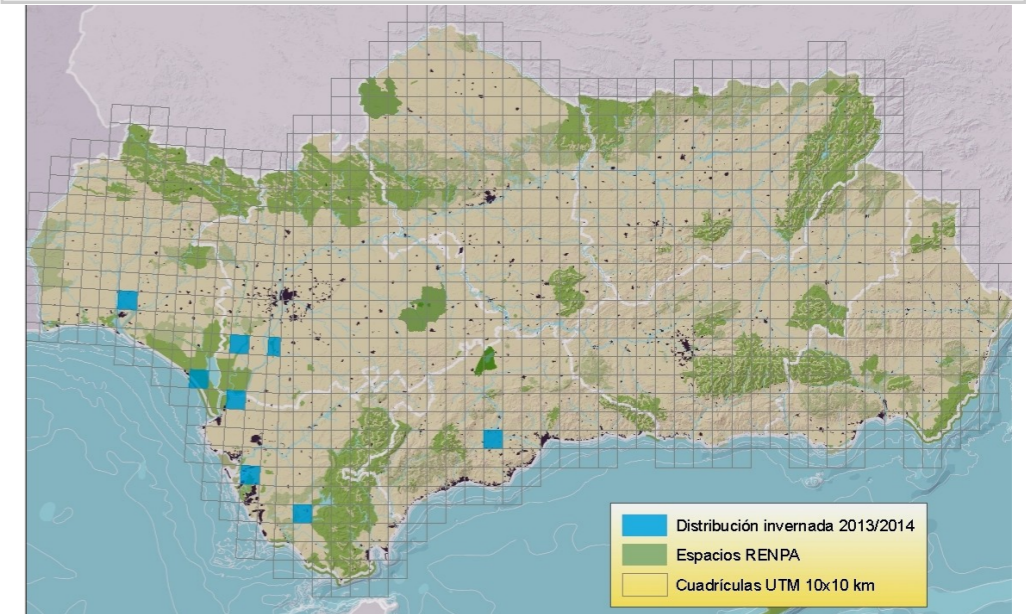 Distribución invernada 2013/2014
Espacios RENPA
Cuadrículas UTM 10x10 km